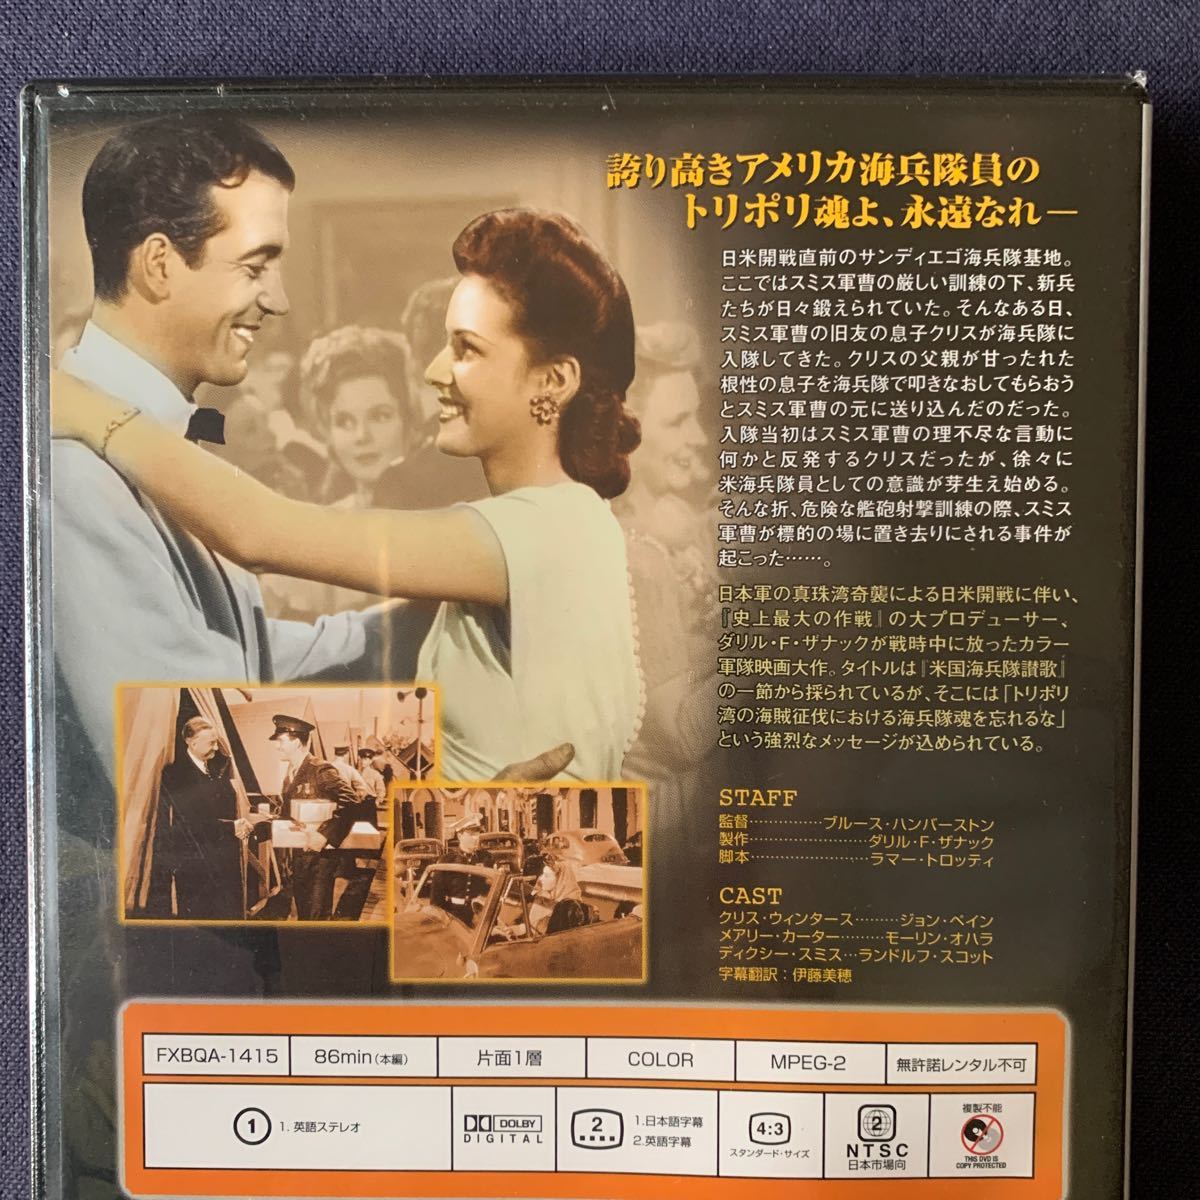 誇り高きアメリカ海兵隊員の
トリポリ魂よ、永遠なれ―
日米開戦直前のサンディエゴ海兵隊基地。
ここではスミス軍曹の厳しい訓練の下、新兵
たちが日々鍛えられていた。そんなある日、
スミス軍曹の旧友の息子クリスが海兵隊に
入隊してきた。クリスの父親が甘ったれた
根性の息子を海兵隊で叩きなおしてもらおう
とスミス軍曹の元に送り込んだのだった。
入隊当初はスミス軍曹の理不尽な言動に
何かと反発するクリスだったが、徐々に
米海兵隊員としての意識が芽生え始める。
そんな折、危険な艦砲射撃訓練の際、スミス
軍曹が標的の場に置き去りにされる事件が
起こった……。
日本軍の真珠湾奇襲による日米開戦に伴い、
『史上最大の作戦』の大プロデューサー、
ダリル・F・ザナックが戦時中に放ったカラー
軍隊映画大作。タイトルは『米国海兵隊讃歌』
の一節から採られているが、そこには「トリポリ
湾の海賊征伐における海兵隊魂を忘れるな」
という強烈なメッセージが込められている。
STAFF
監督……………ブルース・ハンバーストン
製作……………………ダリル・F・ザナック
脚本……………………ラマー・トロッティ
CAST
クリス・ウィンタース………ジョン・ペイン
メアリー・カーター………モーリン・オハラ
ディクシー・スミス…ランドルフ・スコット
字幕翻訳：伊藤美穂
FXBQA-1415 86min(本編) 片面1層 COLOR MPEG-2 無許諾レンタル不可
1 1. 英語ステレオ
DOLBY
DIGITAL
2
1.日本語字幕
2.英語字幕
4:3
スタンダード・サイズ
2
NTSC
日本市場向
複製不能
THIS DVD IS
COPY PROTECTED